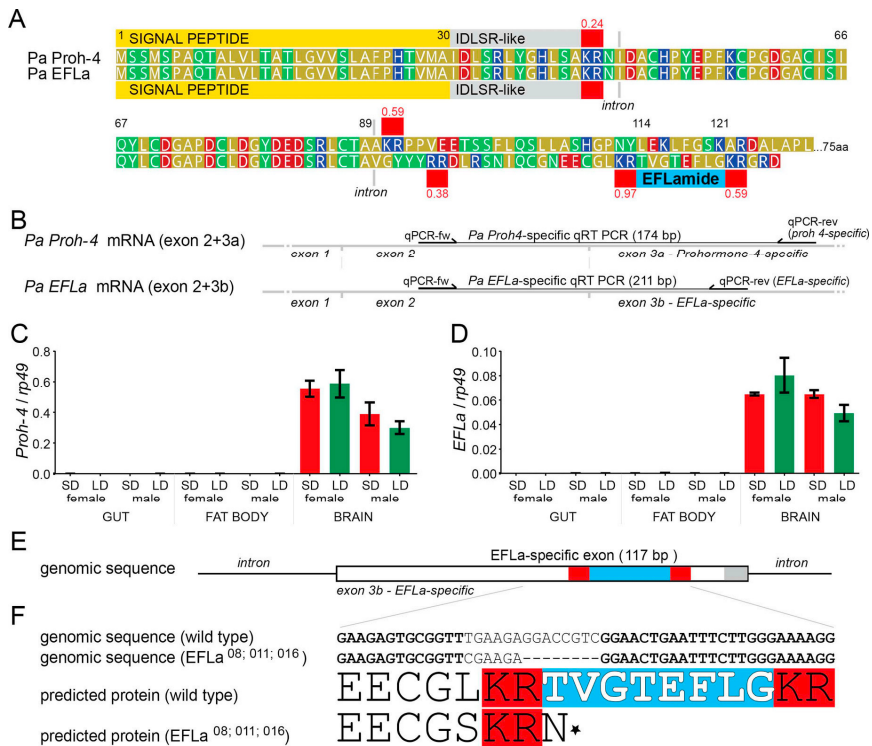 A
0.24
1 SIGNAL PEPTIDE 30 IDLSR-like 66
Pa Proh-4 MSSMSPAQTALVLTATLGVVSLAFPHTVMAIDLSRLYGHLSAKRNIDACHPYEPFKCPGDGACISI
Pa EFLa MSSMSPAQTALVLTATLGVVSLAFPHTVMAIDLSRLYGHLSAKRNIDACHPYEPFKCPGDGACISI
SIGNAL PEPTIDE IDLSR-like
intron
0.59
67 89 114 121
QYLCDGAPDCLDGYDEDSRLCTAAKRPPVEETSSFLQSLLASHGPNYLEKLFGSKARDALAPL...75aa
QYLCDGAPDCLDGYDEDSRLCTAVGYYYRRDLRSNIQCGNEECGLKRTVGTEFLGKRGRD
intron 0.38 0.97 EFLamide 0.59
B
Pa Proh-4 mRNA (exon 2+3a)
qPCR-fw Pa Proh4-specific qRT PCR (174 bp) qPCR-rev (proh 4-specific)
exon 1 exon 2 exon 3a - Prohormone-4 specific
Pa EFLa mRNA (exon 2+3b)
qPCR-fw Pa EFLa-specific qRT PCR (211 bp) qPCR-rev (EFLa-specific)
exon 1 exon 2 exon 3b - EFLa-specific
C
Proh-4 / rp49
0.8
0.6
0.4
0.2
0.0
SD LD SD LD SD LD SD LD SD LD SD LD
female male female male female male
GUT FAT BODY BRAIN
D
EFLa / rp49
0.10
0.08
0.06
0.04
0.02
0.00
SD LD SD LD SD LD SD LD SD LD SD LD
female male female male female male
GUT FAT BODY BRAIN
E
EFLa-specific exon (117 bp )
genomic sequence intron intron
exon 3b - EFLa-specific
F
genomic sequence (wild type) GAAGAGTGCGGTTTGAAGAGGACCGTCGGAACTGAATTTCTTGGGAAAAGG
genomic sequence (EFLa 08; 011; 016) GAAGAGTGCGGTTCGAAGA--------GGAACTGAATTTCTTGGGAAAAGG
predicted protein (wild type) EECGLKRTVGTEFLGKR
predicted protein (EFLa 08; 011; 016) EECGSKRN★